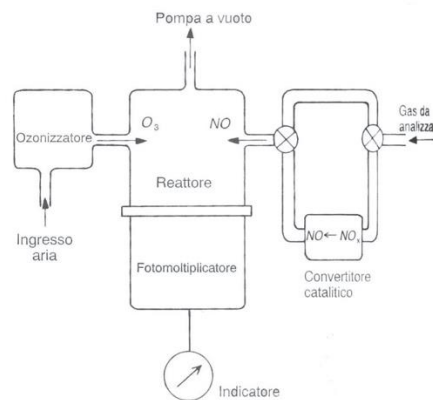 Pompa a vuoto
Gas da
analizza
Ozonizzatore
O₃
NO
Reattore
NO ← NOₓ
Ingresso
aria
Fotomoltiplicatore
Convertitore
catalitico
Indicatore